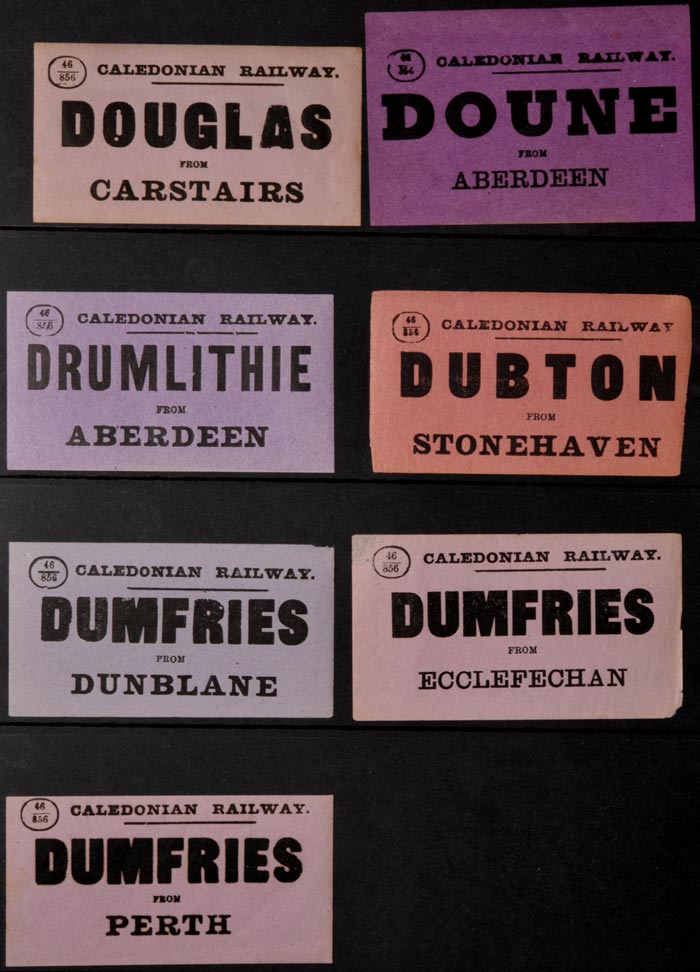 46
856
CALEDONIAN RAILWAY.
DOUGLAS
FROM
CARSTAIRS
46
CALEDONIAN RAILWAY.
DOUNE
FROM
ABERDEEN
46
856
CALEDONIAN RAILWAY.
DRUMLITHIE
FROM
ABERDEEN
46
856
CALEDONIAN RAILWAY
DUBTON
FROM
STONEHAVEN
46
856
CALEDONIAN RAILWAY.
DUMFRIES
FROM
DUNBLANE
46
856
CALEDONIAN RAILWAY.
DUMFRIES
FROM
ECCLEFECHAN
46
856
CALEDONIAN RAILWAY.
DUMFRIES
FROM
PERTH